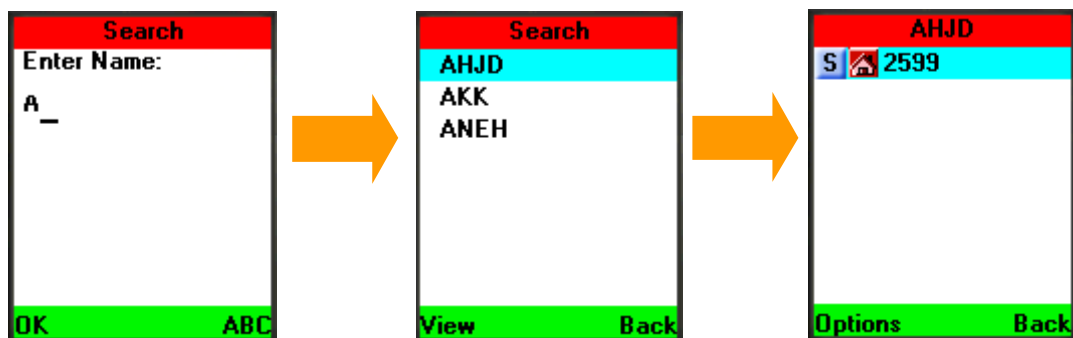 Search
Enter Name:
A_
OK ABC
Search
AHJD
AKK
ANEH
View Back
AHJD
S 2599
Options Back